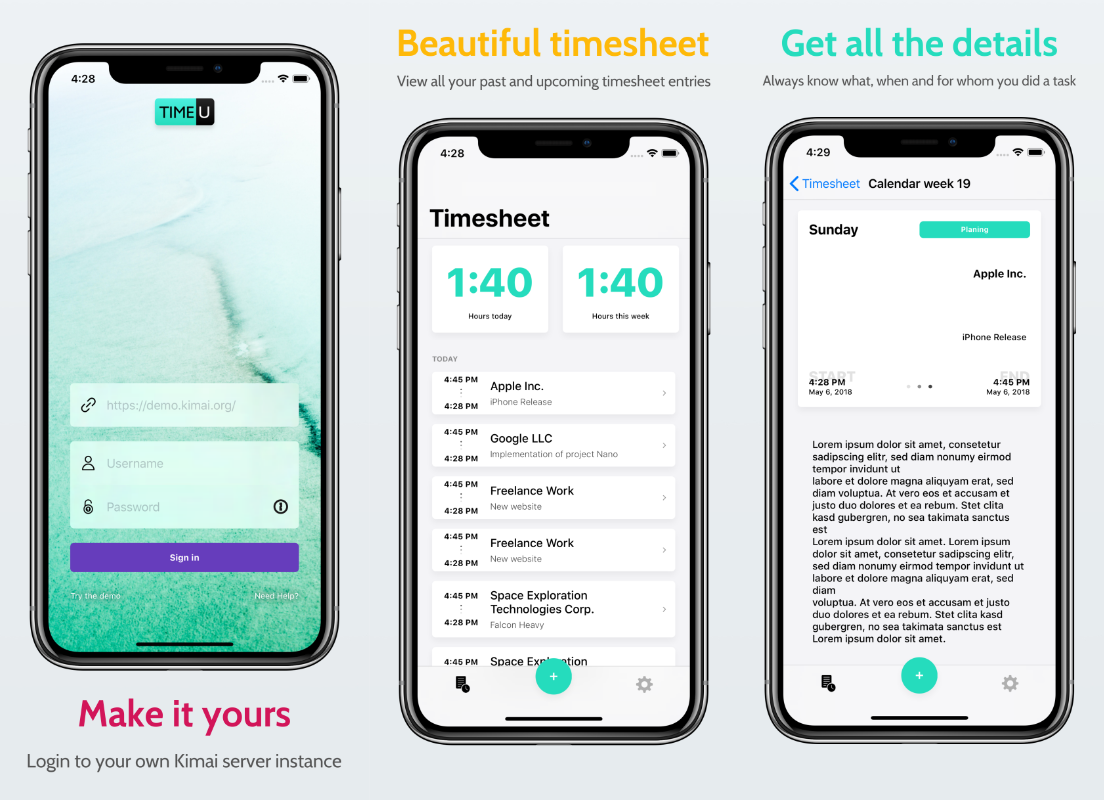 4:28
TIME U
https://demo.kimai.org/
Username
Password
Sign in
Try the demo
Need Help?
Make it yours
Login to your own Kimai server instance
Beautiful timesheet
View all your past and upcoming timesheet entries
4:28
Timesheet
1:40
Hours today
1:40
Hours this week
TODAY
4:45 PM
Apple Inc.
iPhone Release
4:28 PM
4:45 PM
Google LLC
Implementation of project Nano
4:28 PM
4:45 PM
Freelance Work
New website
4:28 PM
4:45 PM
Freelance Work
New website
4:28 PM
4:45 PM
Space Exploration
Technologies Corp.
Falcon Heavy
4:28 PM
4:45 PM
Space Exploration
+
Get all the details
Always know what, when and for whom you did a task
4:29
Timesheet
Calendar week 19
Sunday
Planing
Apple Inc.
iPhone Release
START
4:28 PM
May 6, 2018
END
4:45 PM
May 6, 2018
Lorem ipsum dolor sit amet, consetetur
sadipscing elitr, sed diam nonumy eirmod
tempor invidunt ut
labore et dolore magna aliquyam erat, sed
diam voluptua. At vero eos et accusam et
justo duo dolores et ea rebum. Stet clita
kasd gubergren, no sea takimata sanctus
est
Lorem ipsum dolor sit amet. Lorem ipsum
dolor sit amet, consetetur sadipscing elitr,
sed diam nonumy eirmod tempor invidunt ut
labore et dolore magna aliquyam erat, sed
diam
voluptua. At vero eos et accusam et justo
duo dolores et ea rebum. Stet clita kasd
gubergren, no sea takimata sanctus est
Lorem ipsum dolor sit amet.
+